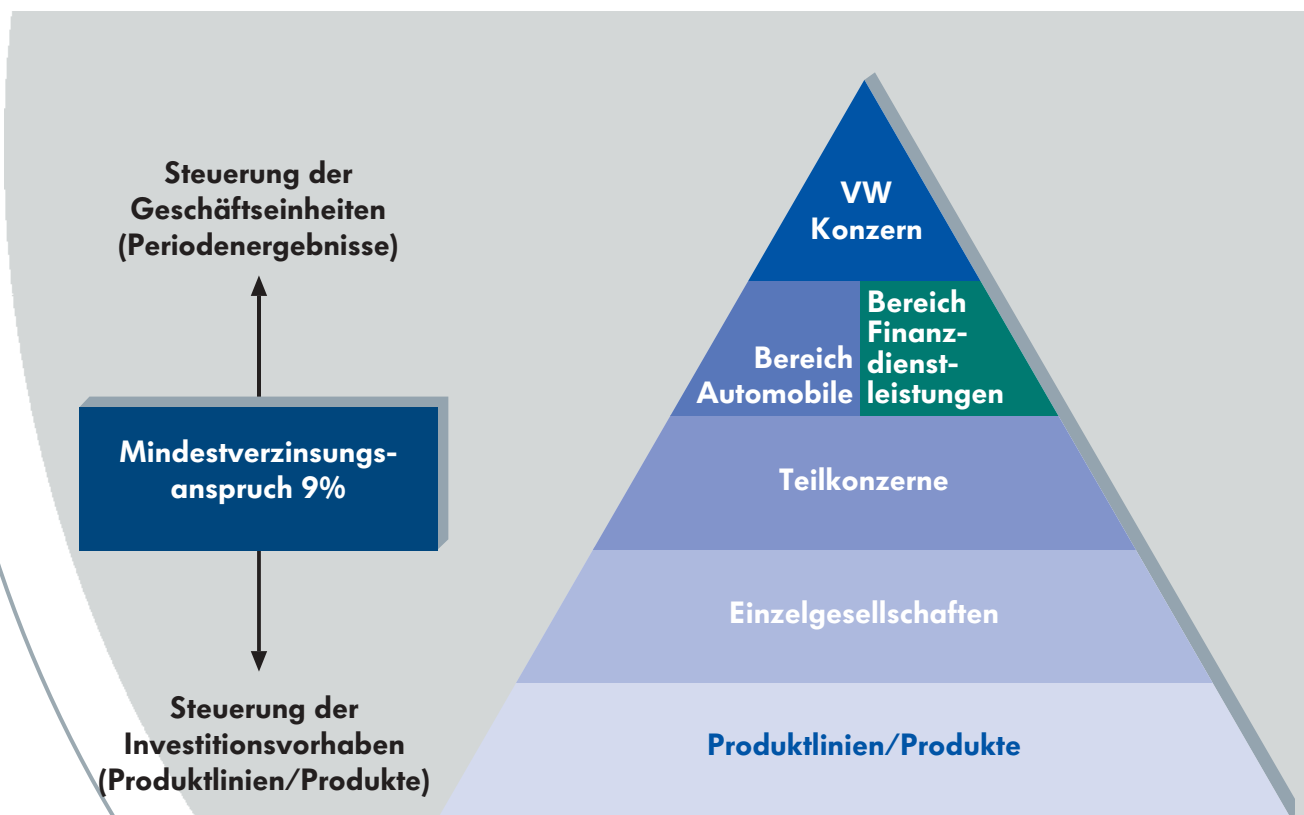 Steuerung der
Geschäftseinheiten
(Periodenergebnisse)
Mindestverzinsungs-
anspruch 9%
Steuerung der
Investitionsvorhaben
(Produktlinien/Produkte)
VW
Konzern
Bereich
Automobile
Bereich
Finanz-
dienst-
leistungen
Teilkonzerne
Einzelgesellschaften
Produktlinien/Produkte